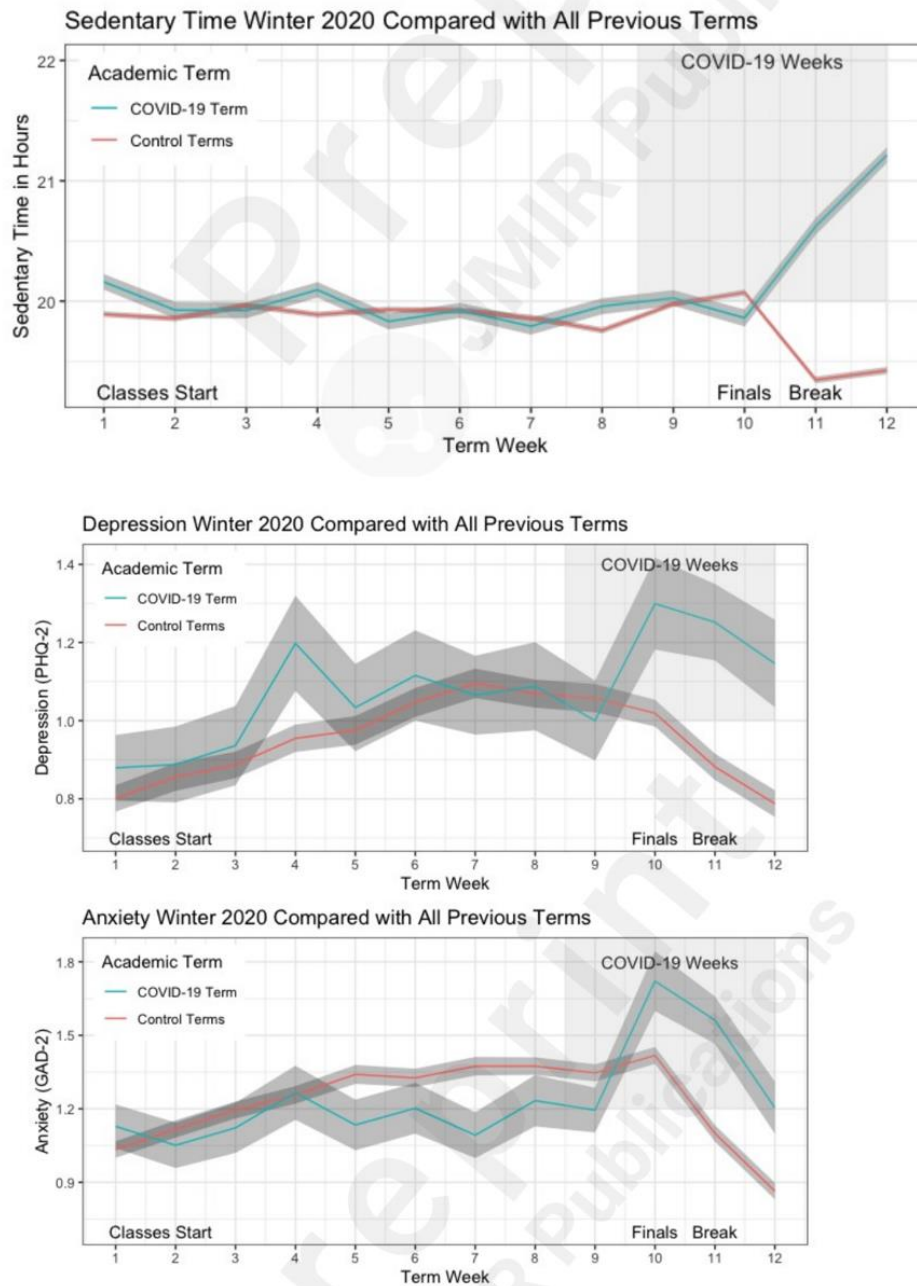 Sedentary Time Winter 2020 Compared with All Previous Terms
22
21
20
Sedentary Time in Hours
Academic Term
COVID-19 Term
Control Terms
COVID-19 Weeks
Classes Start
Finals
Break
1 2 3 4 5 6 7 8 9 10 11 12
Term Week
Depression Winter 2020 Compared with All Previous Terms
1.4
1.2
1.0
0.8
Depression (PHQ-2)
Academic Term
COVID-19 Term
Control Terms
COVID-19 Weeks
Classes Start
Finals
Break
1 2 3 4 5 6 7 8 9 10 11 12
Term Week
Anxiety Winter 2020 Compared with All Previous Terms
1.8
1.5
1.2
0.9
Anxiety (GAD-2)
Academic Term
COVID-19 Term
Control Terms
COVID-19 Weeks
Classes Start
Finals
Break
1 2 3 4 5 6 7 8 9 10 11 12
Term Week
Preprint
JMIR Publications